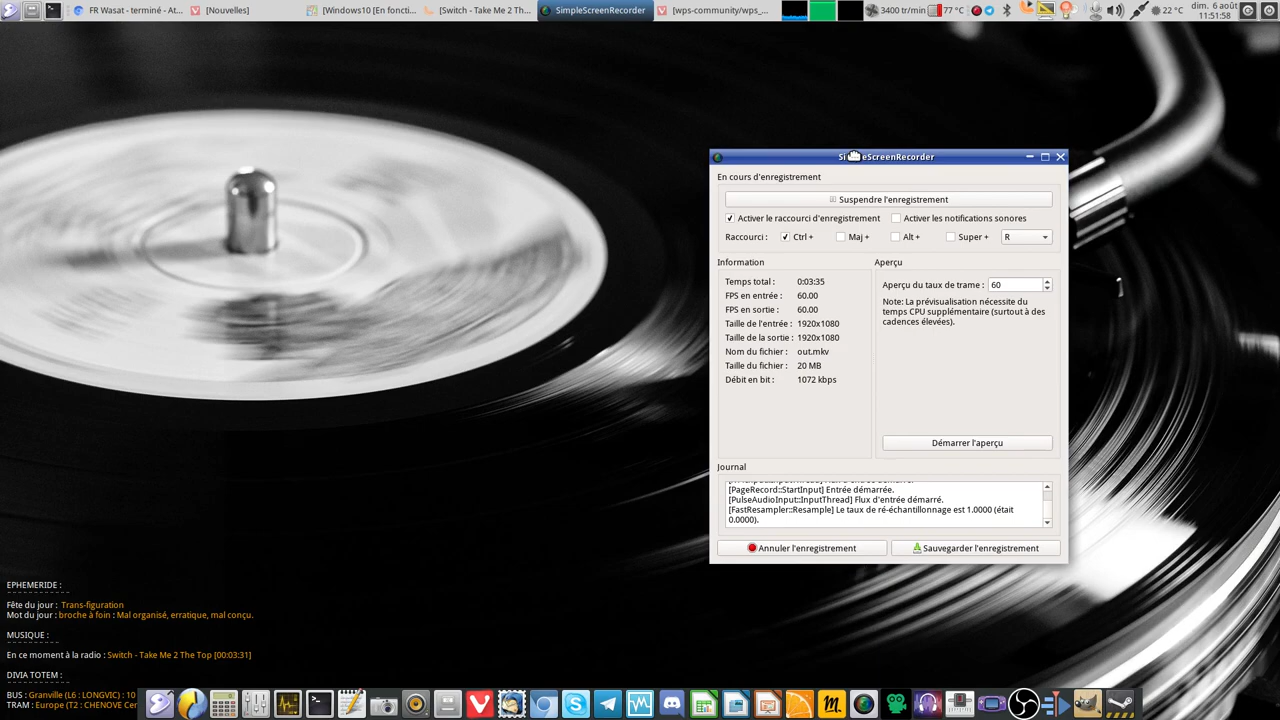 FR Wasat - terminé - At...
[Nouvelles]
[Windows10 [En foncti...
[Switch - Take Me 2 Th...
SimpleScreenRecorder
[wps-community/wps_...
3400 tr/min
77 °C
22 °C
dim. 6 août
11:51:58
En cours d'enregistrement
Suspendre l'enregistrement
Activer le raccourci d'enregistrement
Activer les notifications sonores
Raccourci :
Ctrl +
Maj +
Alt +
Super +
R
Information
Temps total : 0:03:35
FPS en entrée : 60.00
FPS en sortie : 60.00
Taille de l'entrée : 1920x1080
Taille de la sortie : 1920x1080
Nom du fichier : out.mkv
Taille du fichier : 20 MB
Débit en bit : 1072 kbps
Aperçu
Aperçu du taux de trame : 60
Note: La prévisualisation nécessite du
temps CPU supplémentaire (surtout à des
cadences élevées).
Démarrer l'aperçu
Journal
[PageRecord::StartInput] Entrée démarrée.
[PulseAudioInput::InputThread] Flux d'entrée démarré.
[FastResampler::Resample] Le taux de ré-échantillonnage est 1.0000 (était
0.0000).
Annuler l'enregistrement
Sauvegarder l'enregistrement
EPHEMERIDE :
Fête du jour : Trans-figuration
Mot du jour : broche à foin : Mal organisé, erratique, mal conçu.
MUSIQUE :
En ce moment à la radio : Switch - Take Me 2 The Top [00:03:31]
DIVIA TOTEM :
BUS : Granville (L6 : LONGVIC) : 10
TRAM : Europe (T2 : CHENOVE Cer